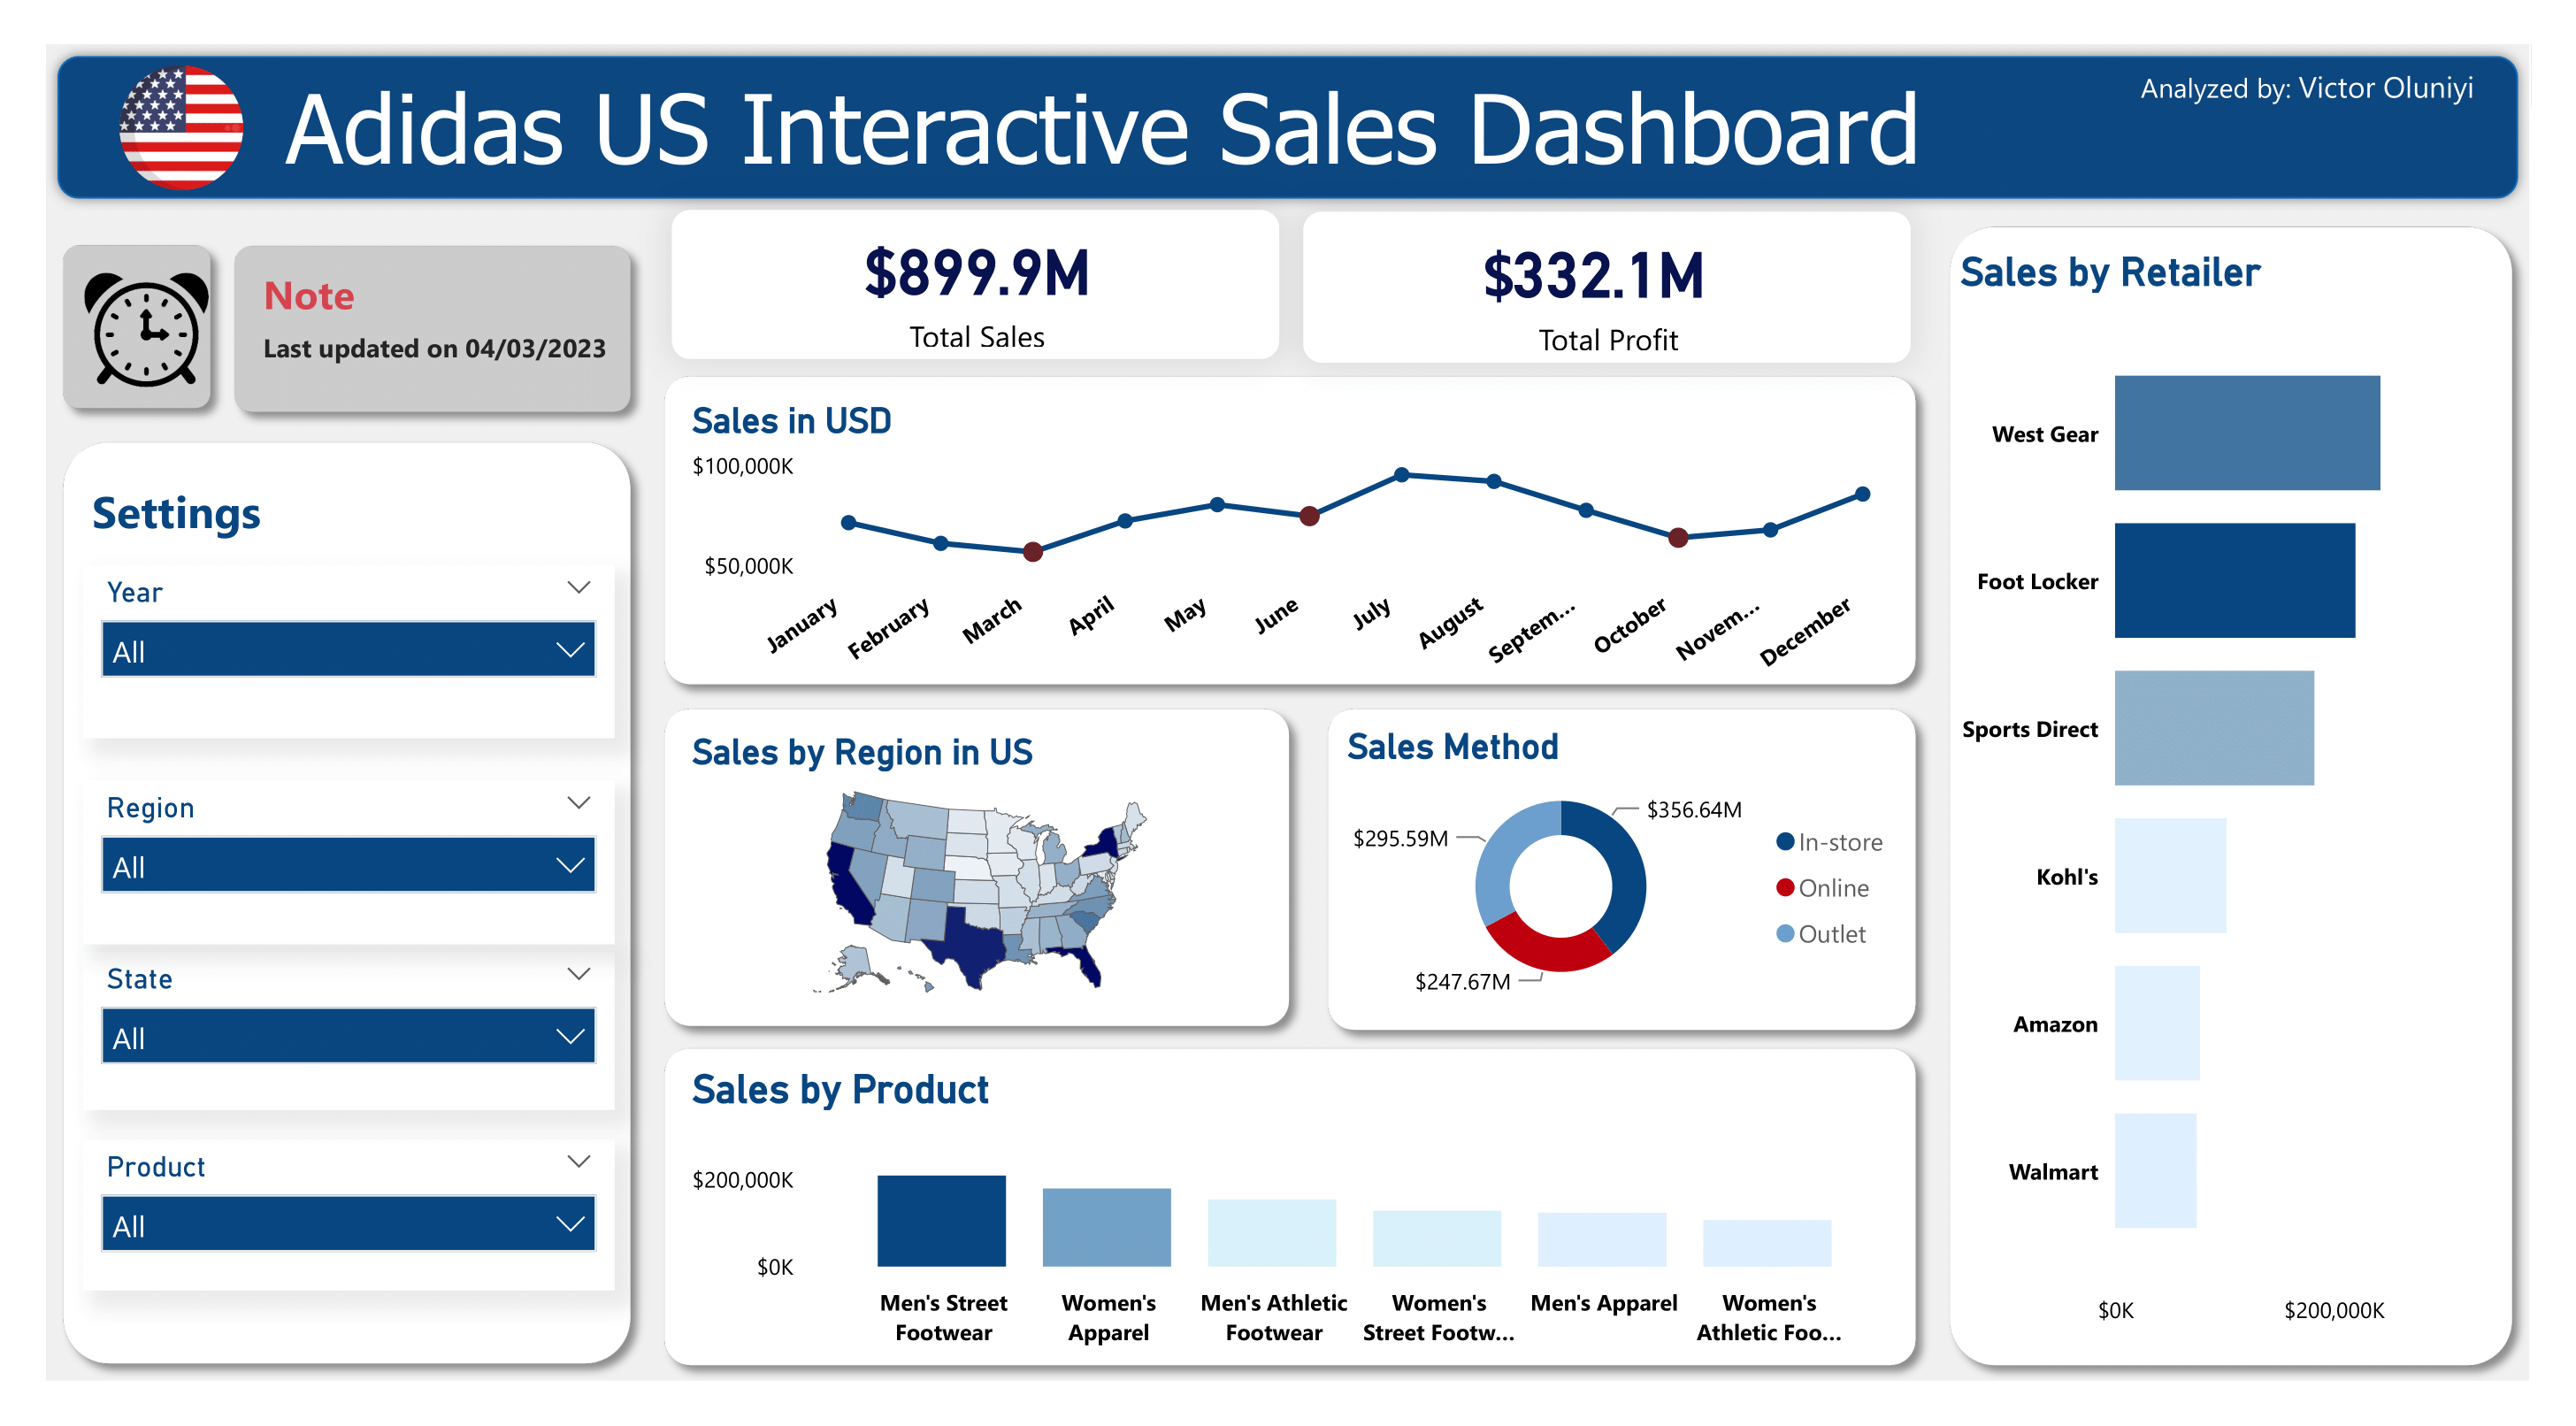 Adidas US Interactive Sales Dashboard
Analyzed by: Victor Oluniyi
Note
Last updated on 04/03/2023
$899.9M
Total Sales
$332.1M
Total Profit
Settings
Year
All
Region
All
State
All
Product
All
Sales in USD
$100,000K
$50,000K
January
February
March
April
May
June
July
August
Septem...
October
Novem...
December
Sales by Region in US
Sales Method
$356.64M
$295.59M
$247.67M
In-store
Online
Outlet
Sales by Product
$200,000K
$0K
Men's Street
Footwear
Women's
Apparel
Men's Athletic
Footwear
Women's
Street Footw...
Men's Apparel
Women's
Athletic Foo...
Sales by Retailer
West Gear
Foot Locker
Sports Direct
Kohl's
Amazon
Walmart
$0K
$200,000K